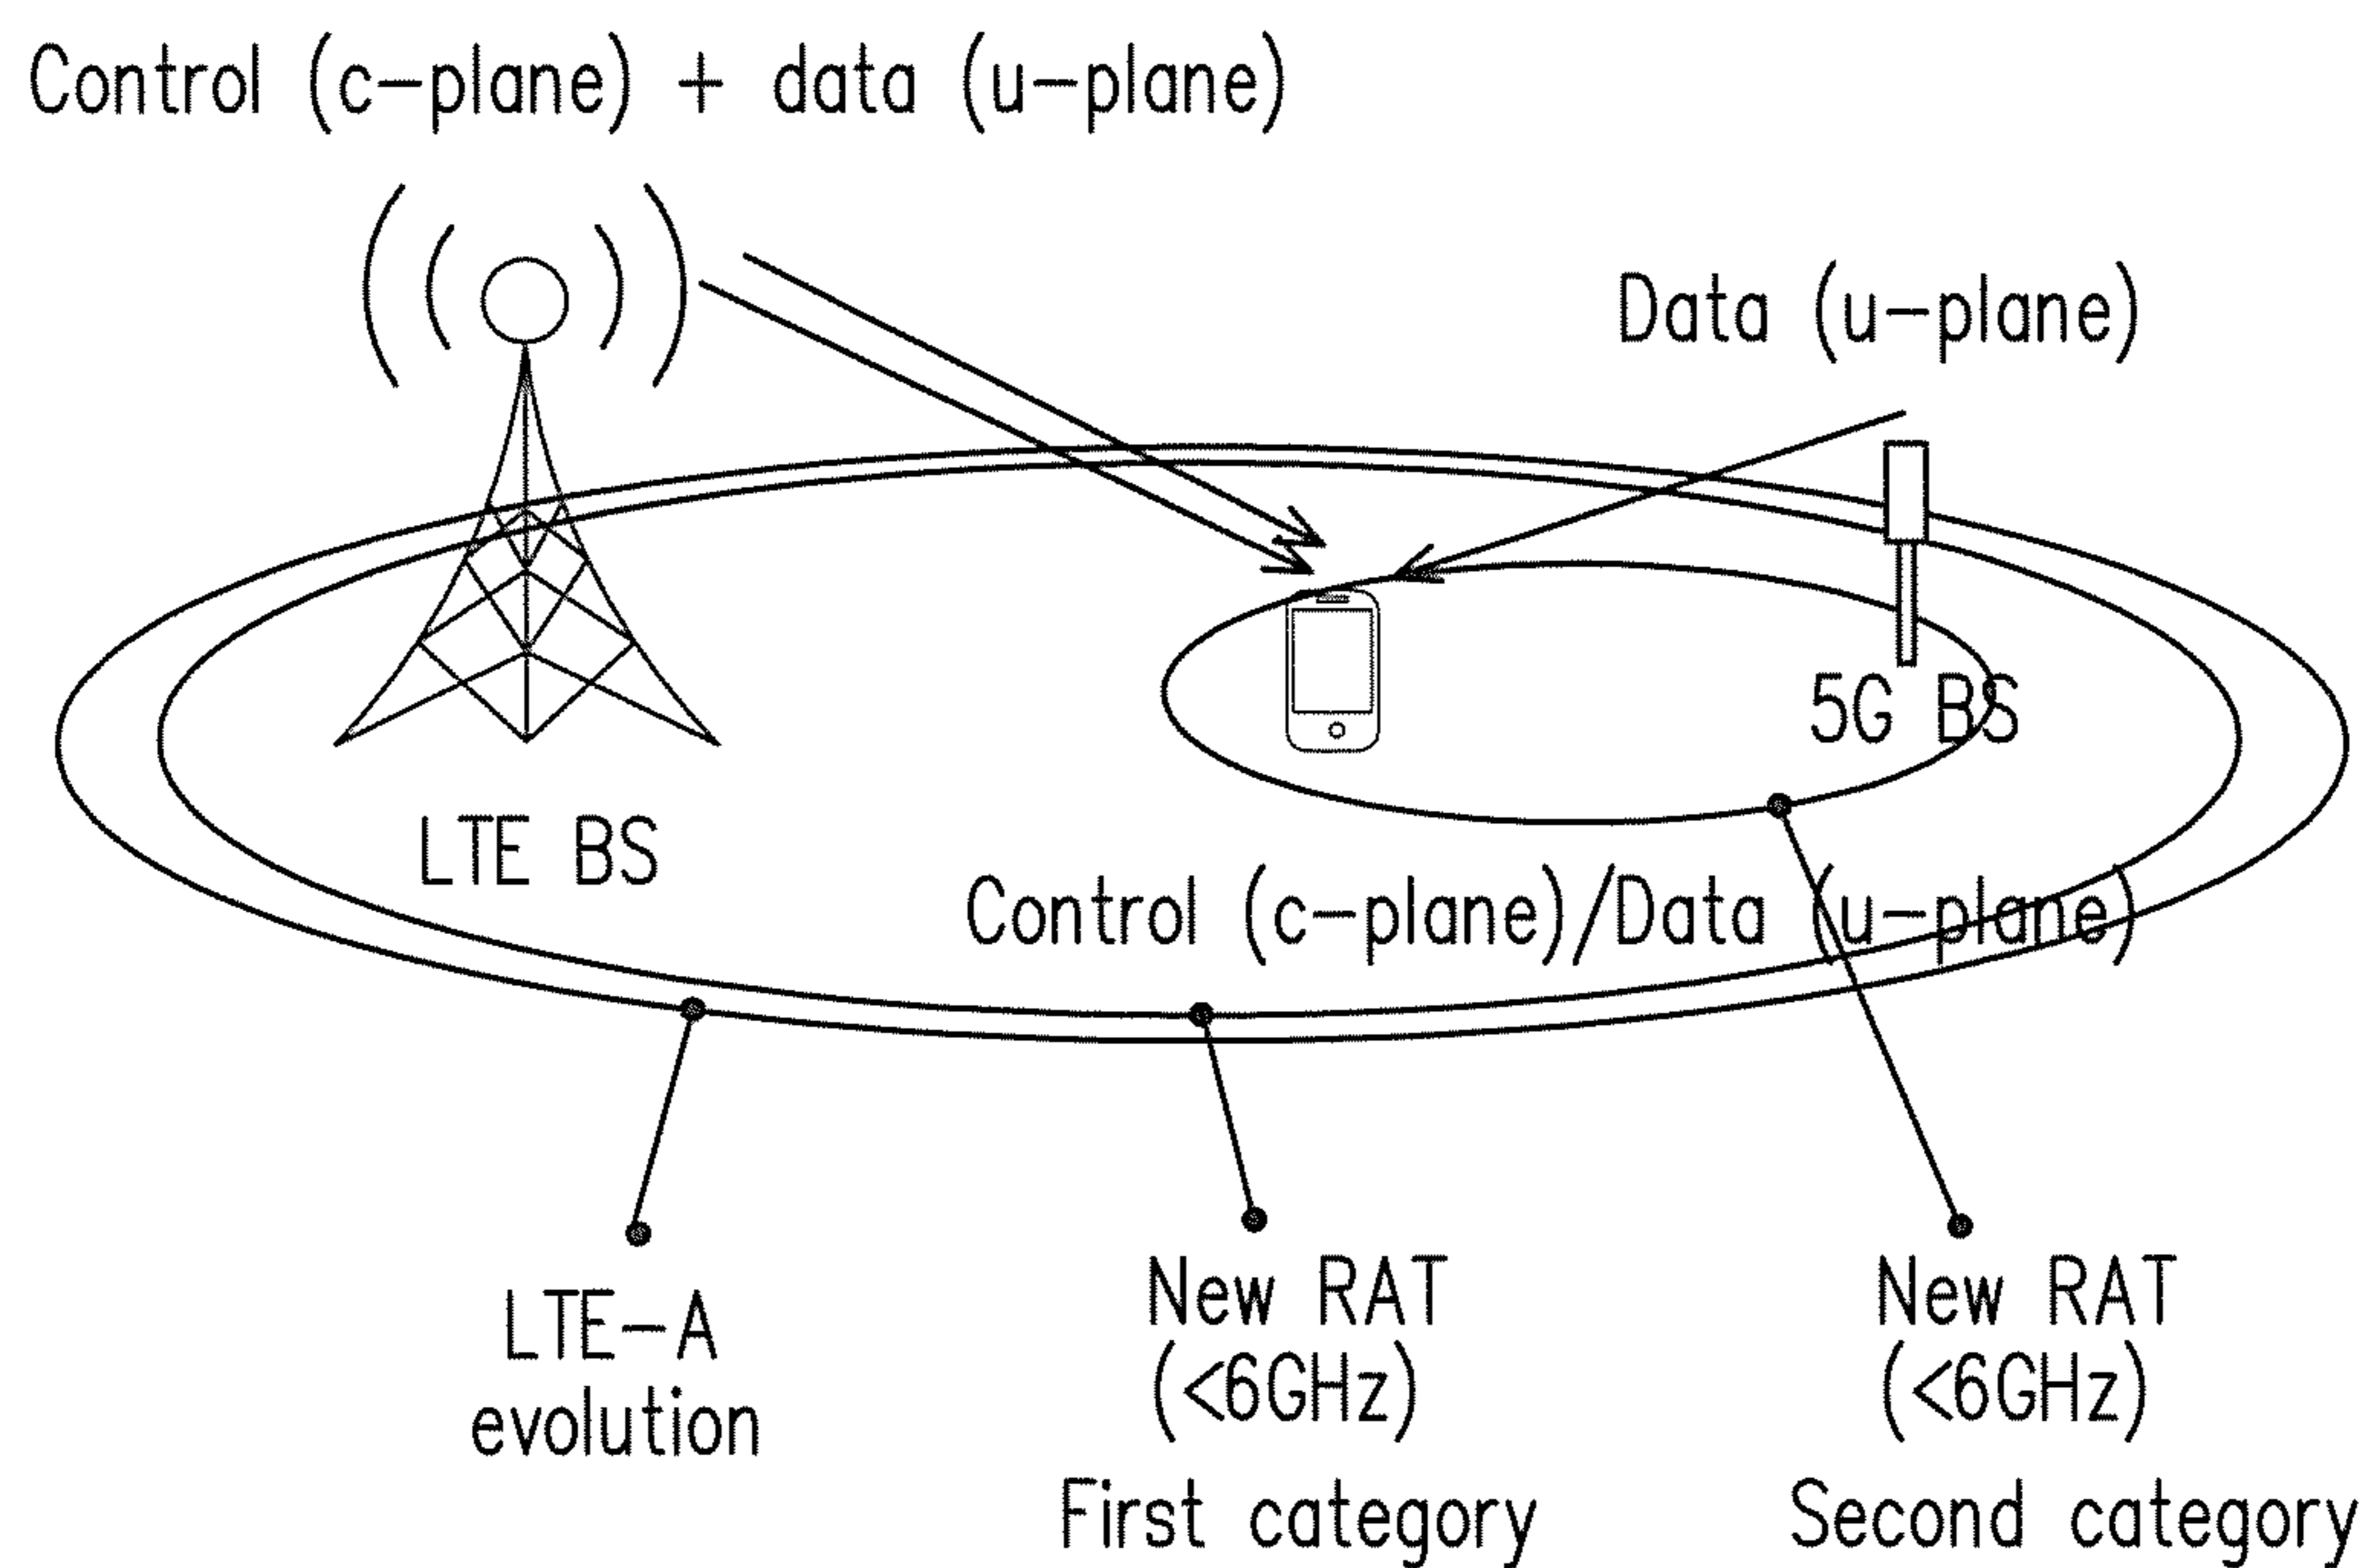 Control (c-plane) + data (u-plane)
Data (u-plane)
5G BS
LTE BS
Control (c-plane)/Data (u-plane)
LTE-A
evolution
New RAT
(<6GHz)
First category
New RAT
(<6GHz)
Second category